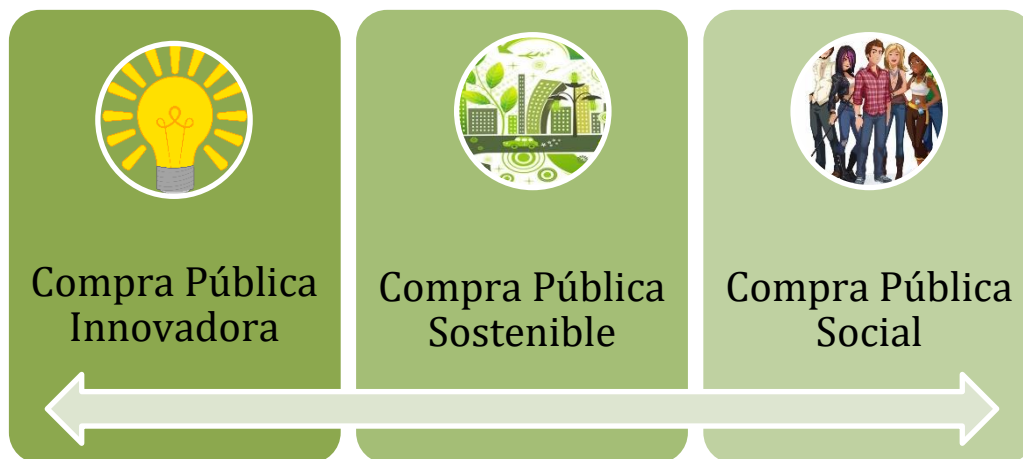 Compra Pública
Innovadora
Compra Pública
Sostenible
Compra Pública
Social